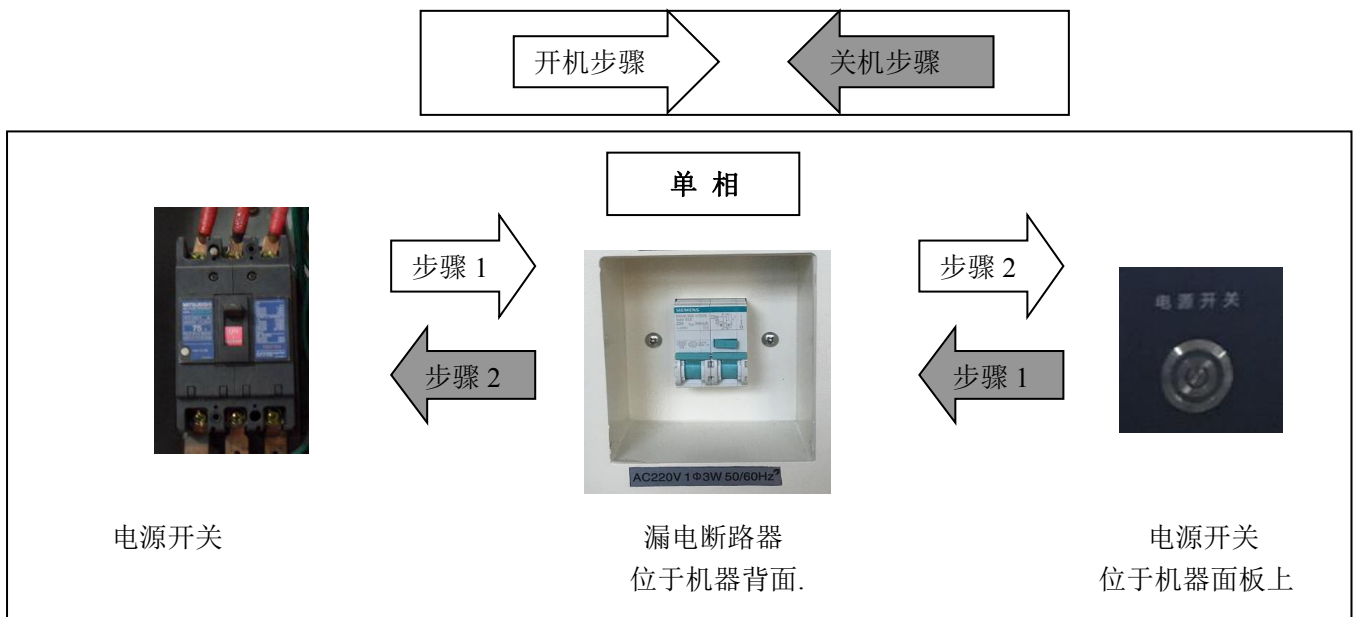 开机步骤
关机步骤
单 相
步骤 1
步骤 2
步骤 2
步骤 1
75
SIEMENS
电源开关
AC220V 1Φ3W 50/60Hz
电源开关
漏电断路器
位于机器背面.
电源开关
位于机器面板上